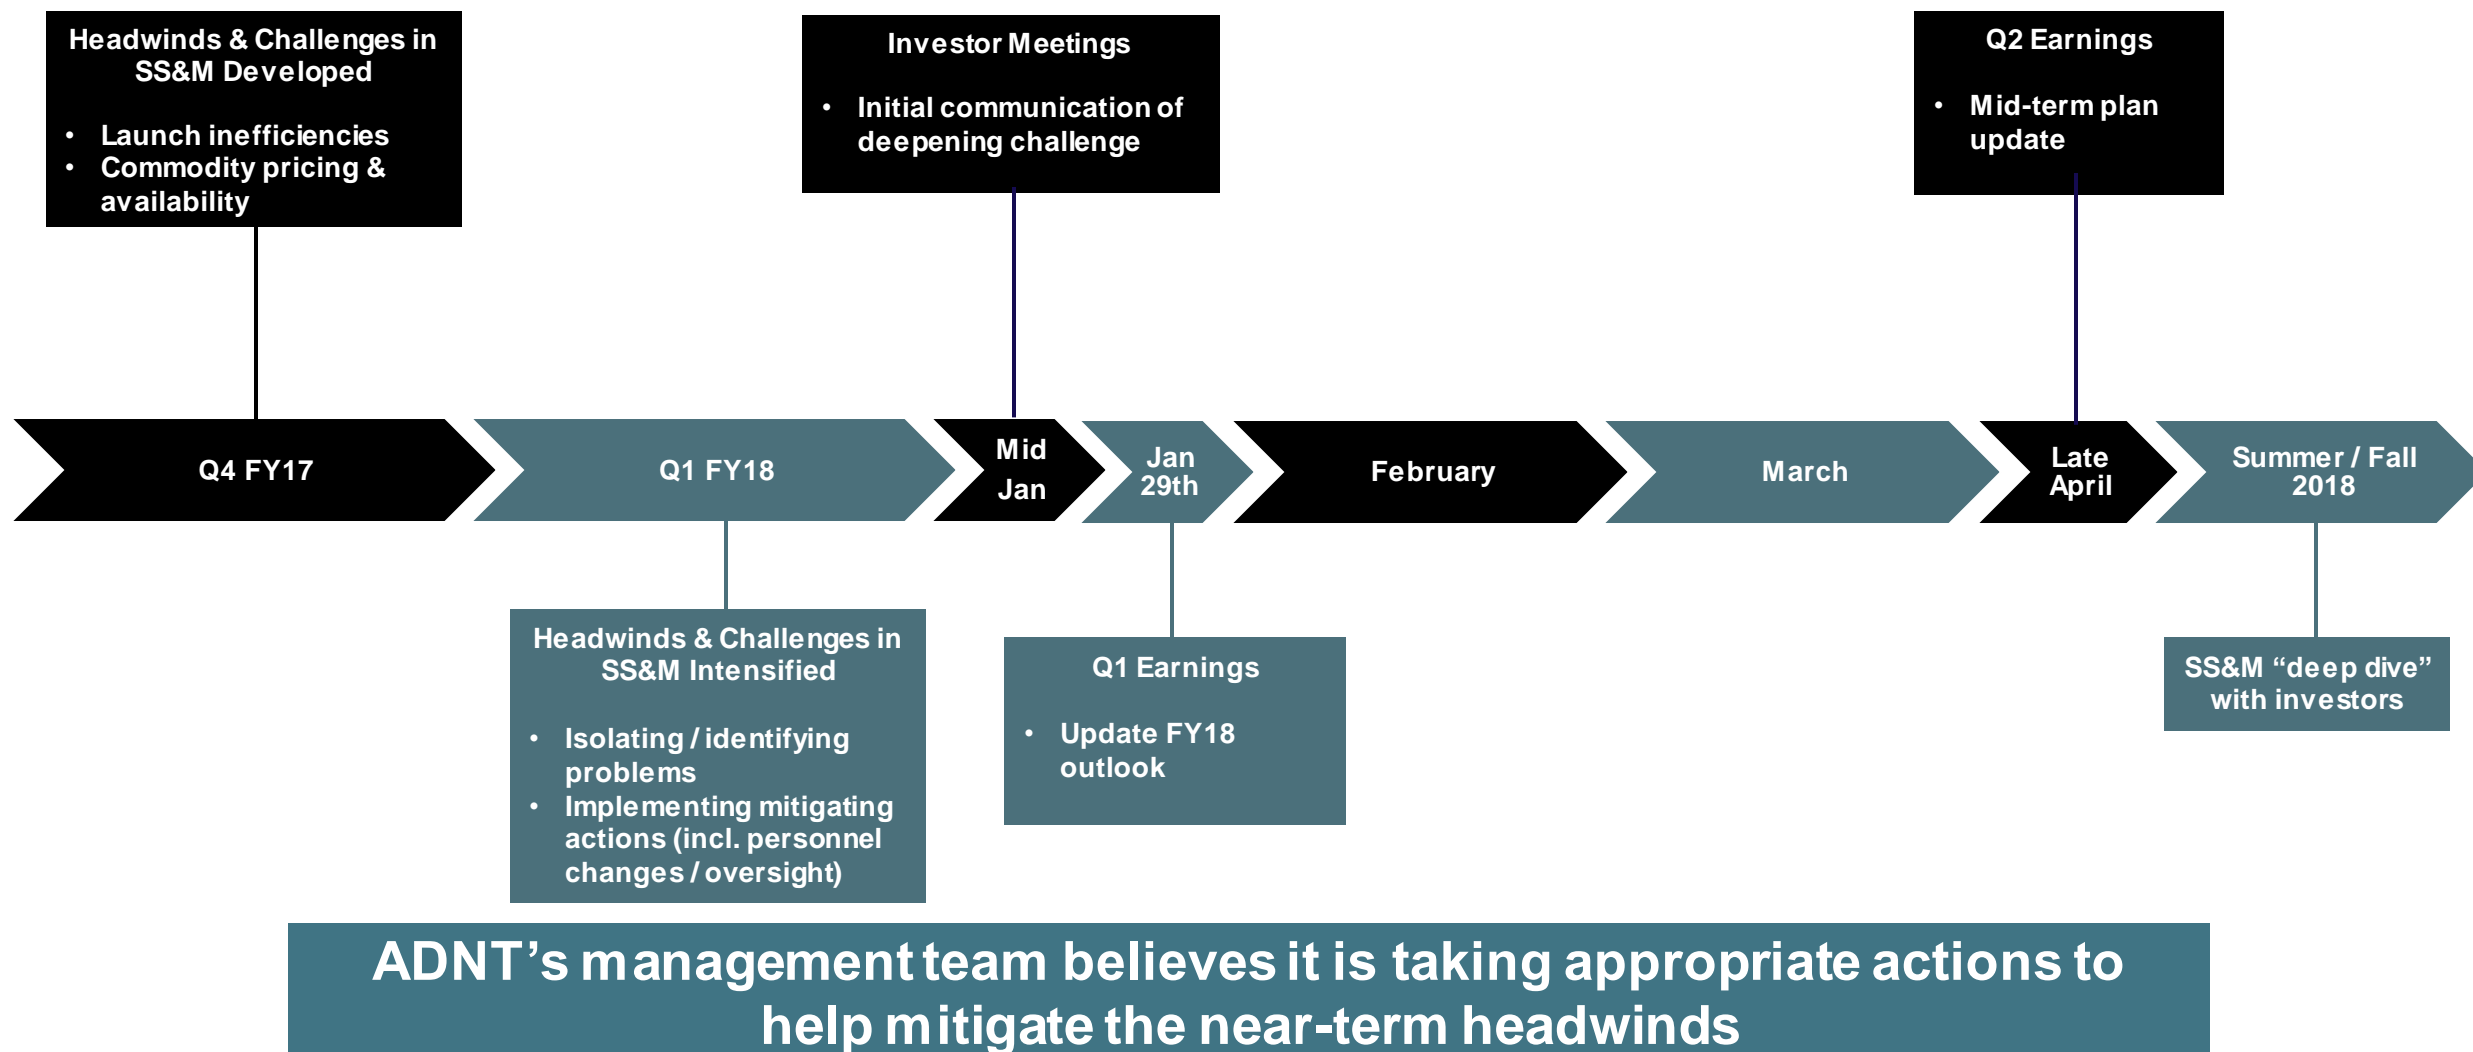 Headwinds & Challenges in
SS&M Developed
• Launch inefficiencies
• Commodity pricing &
availability
Investor Meetings
• Initial communication of
deepening challenge
Q2 Earnings
• Mid-term plan
update
Q4 FY17
Q1 FY18
Mid
Jan
Jan
29th
February
March
Late
April
Summer / Fall
2018
Headwinds & Challenges in
SS&M Intensified
• Isolating / identifying
problems
• Implementing mitigating
actions (incl. personnel
changes / oversight)
Q1 Earnings
• Update FY18
outlook
SS&M “deep dive”
with investors
ADNT’s management team believes it is taking appropriate actions to
help mitigate the near-term headwinds